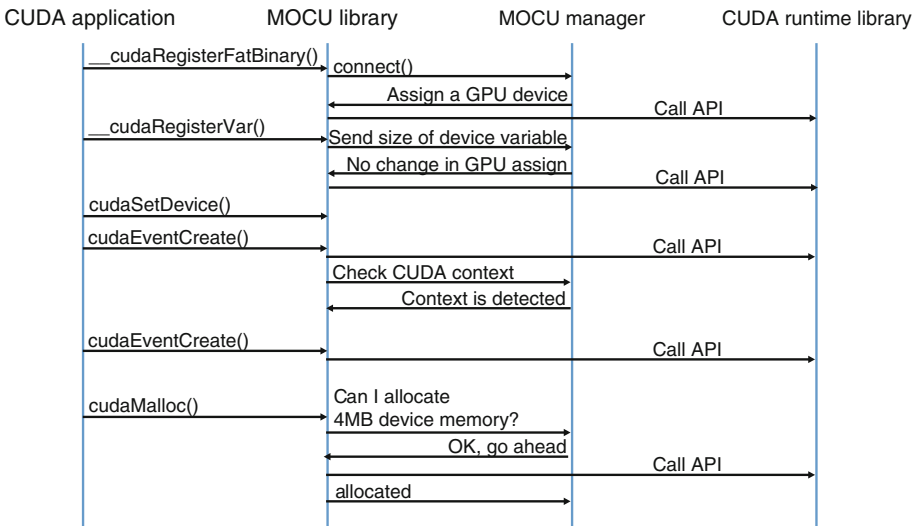 CUDA application MOCU library MOCU manager CUDA runtime library
__cudaRegisterFatBinary()
connect()
Assign a GPU device
Call API
__cudaRegisterVar()
Send size of device variable
No change in GPU assign
Call API
cudaSetDevice()
cudaEventCreate()
Call API
Check CUDA context
Context is detected
cudaEventCreate()
Call API
cudaMalloc()
Can I allocate
4MB device memory?
OK, go ahead
Call API
allocated